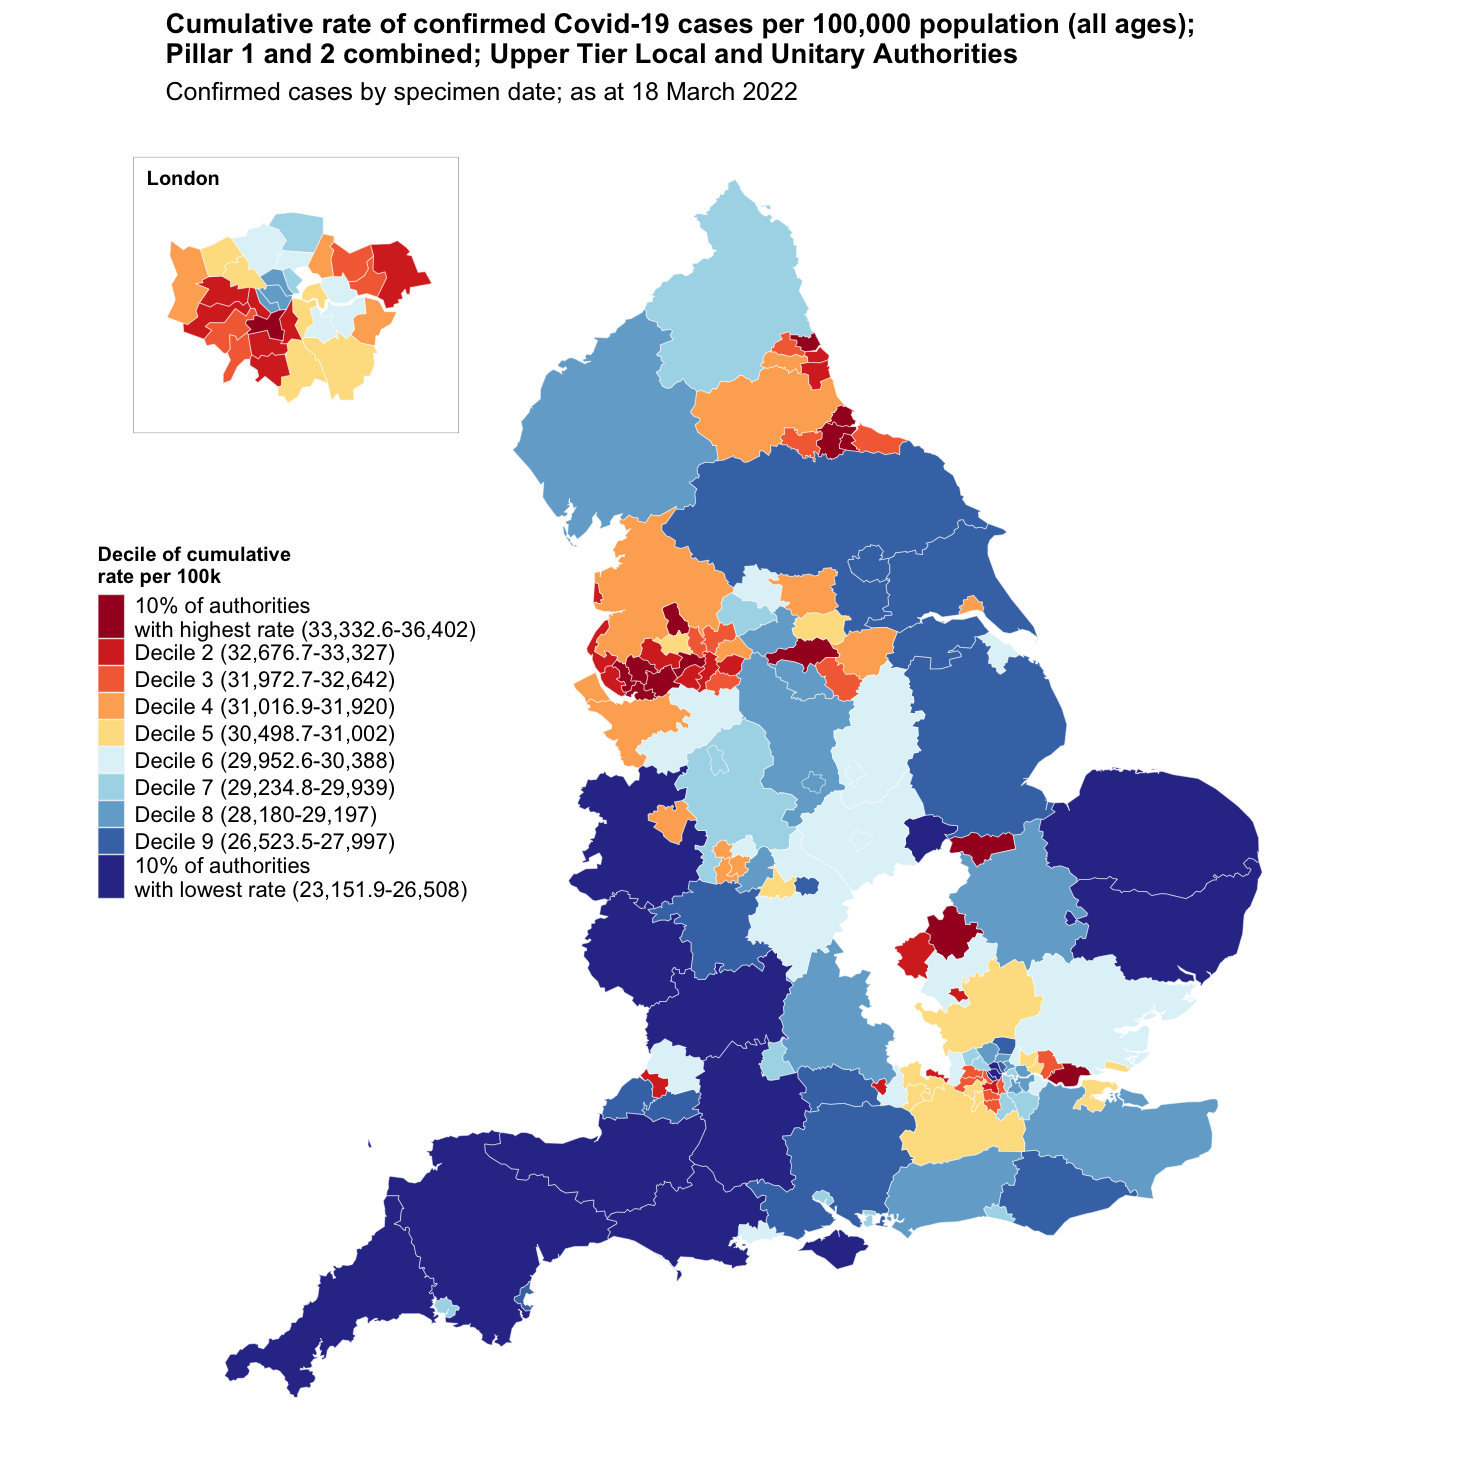 Cumulative rate of confirmed Covid-19 cases per 100,000 population (all ages);
Pillar 1 and 2 combined; Upper Tier Local and Unitary Authorities
Confirmed cases by specimen date; as at 18 March 2022
London
Decile of cumulative
rate per 100k
10% of authorities
with highest rate (33,332.6-36,402)
Decile 2 (32,676.7-33,327)
Decile 3 (31,972.7-32,642)
Decile 4 (31,016.9-31,920)
Decile 5 (30,498.7-31,002)
Decile 6 (29,952.6-30,388)
Decile 7 (29,234.8-29,939)
Decile 8 (28,180-29,197)
Decile 9 (26,523.5-27,997)
10% of authorities
with lowest rate (23,151.9-26,508)